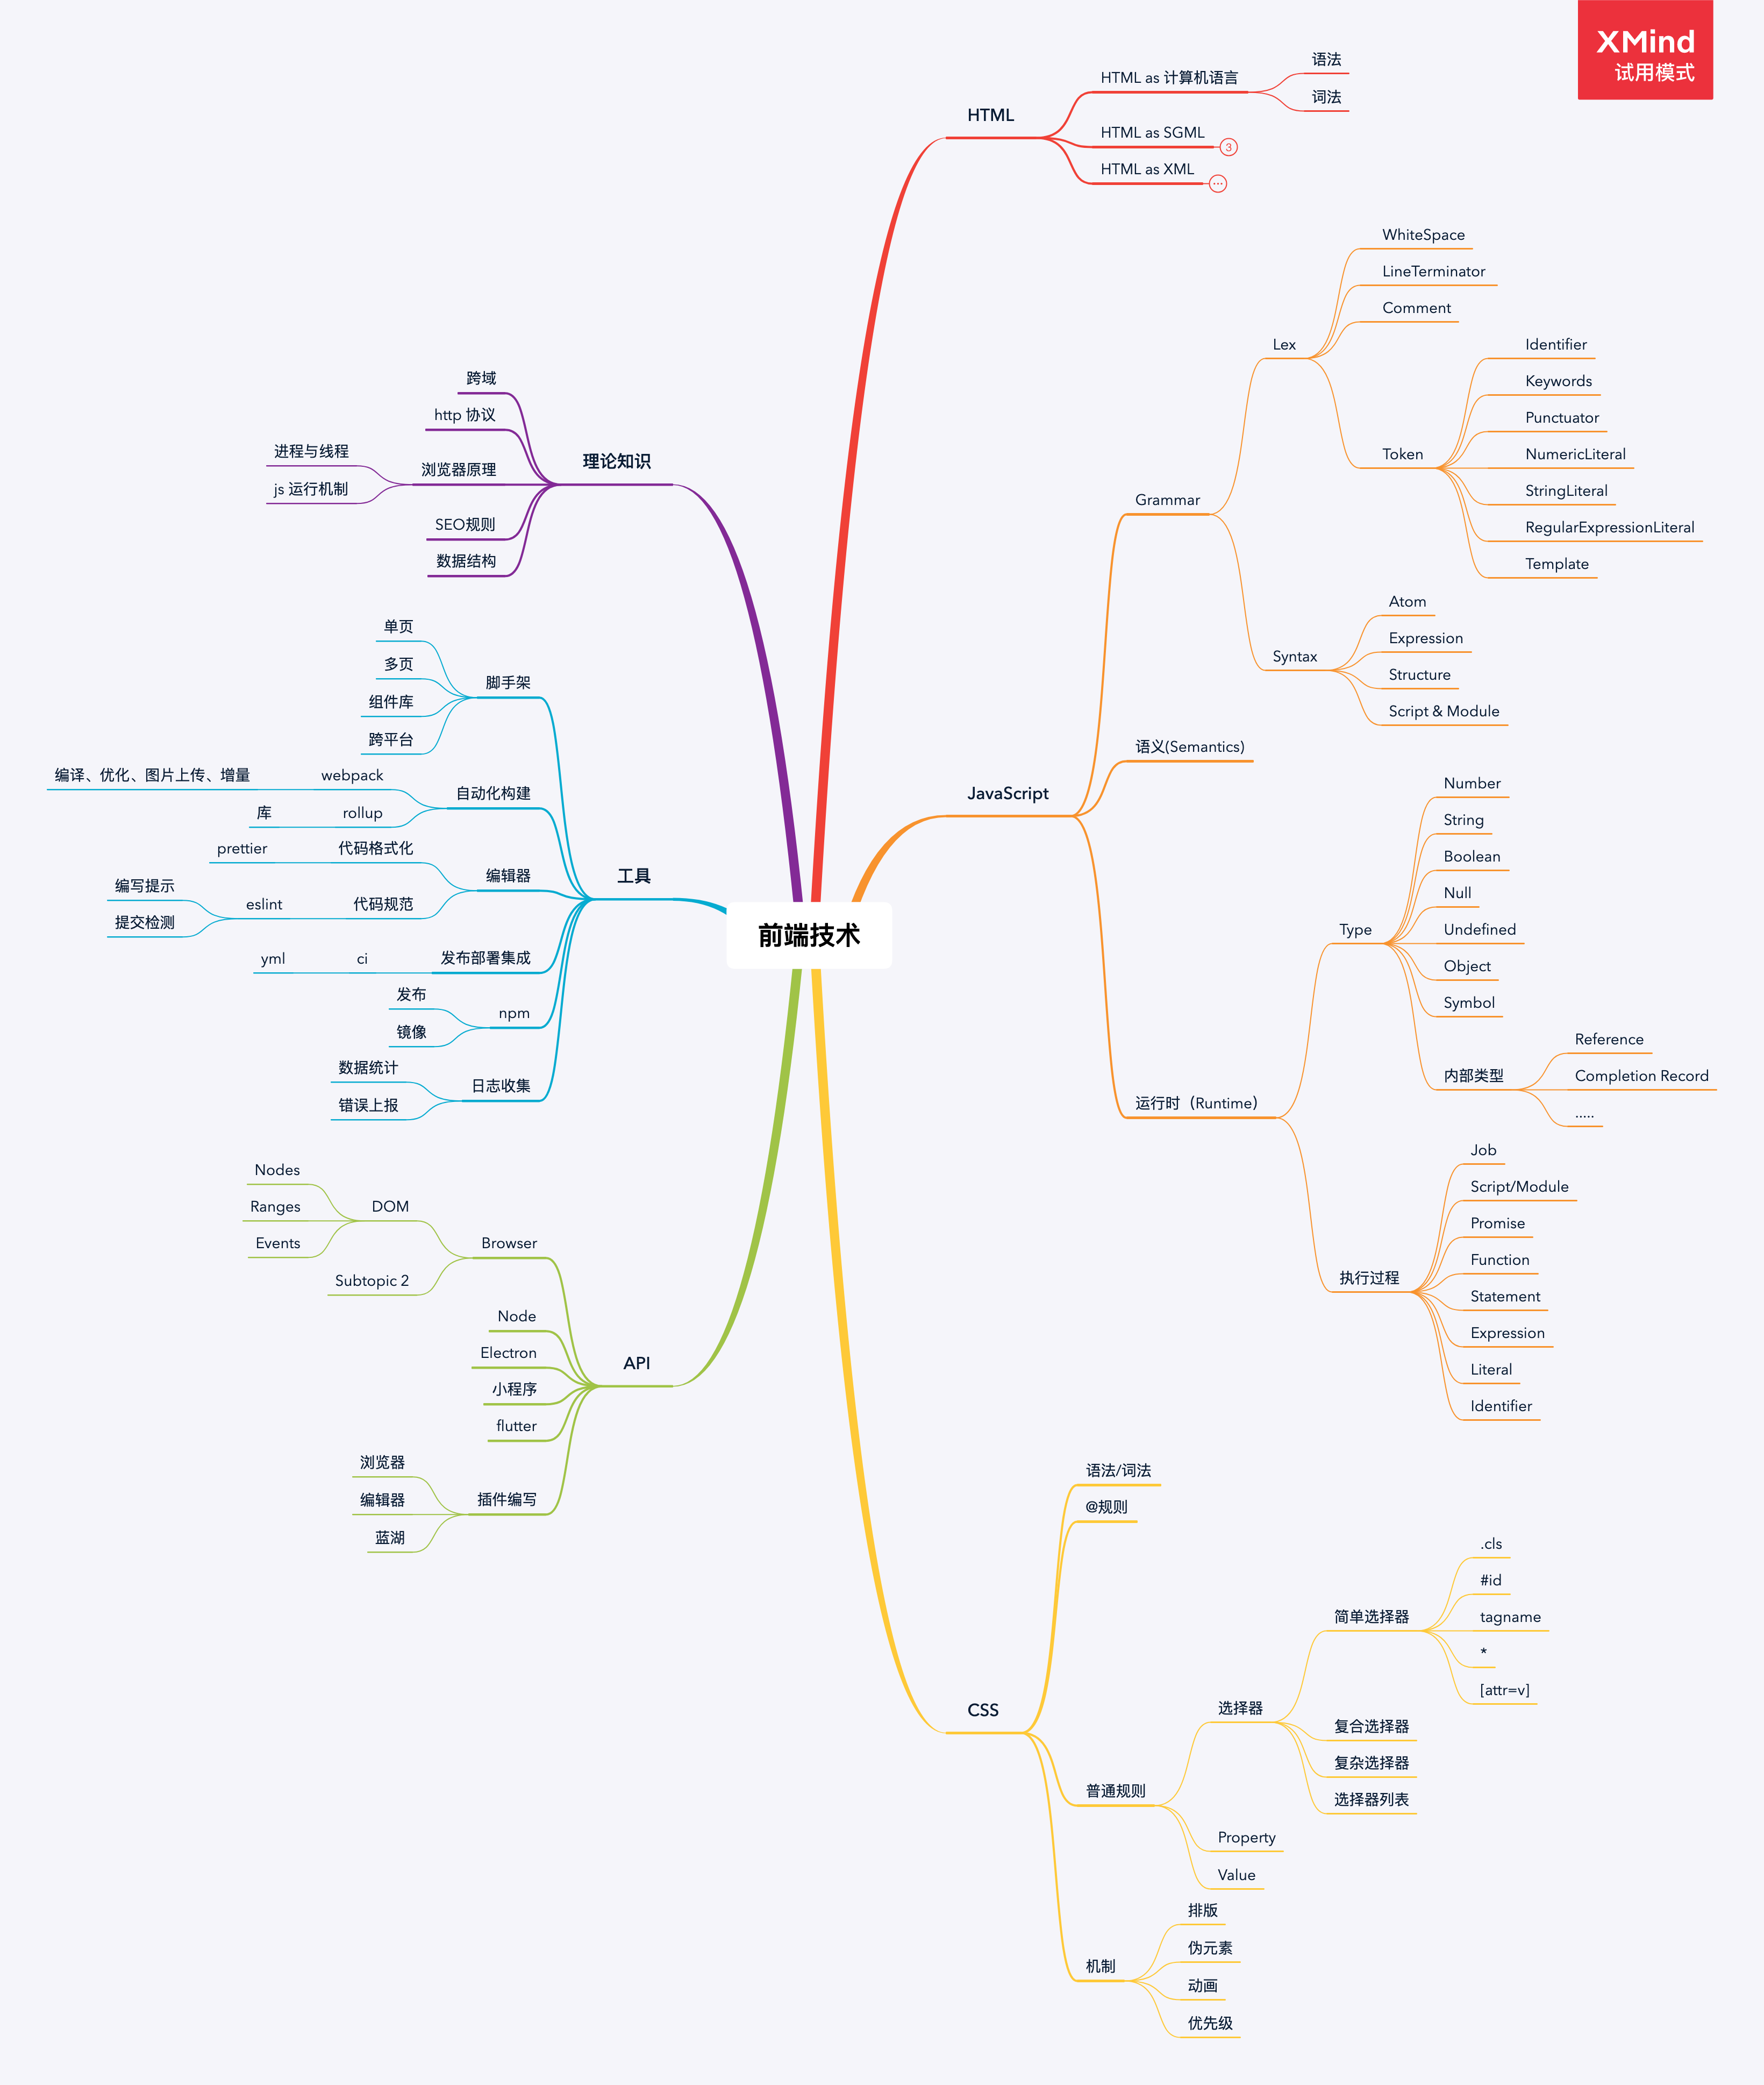 XMind
试用模式
前端技术
HTML
HTML as 计算机语言
语法
词法
HTML as SGML
3
HTML as XML
...
JavaScript
Grammar
Lex
WhiteSpace
LineTerminator
Comment
Token
Identifier
Keywords
Punctuator
NumericLiteral
StringLiteral
RegularExpressionLiteral
Template
Syntax
Atom
Expression
Structure
Script & Module
语义(Semantics)
运行时（Runtime）
Type
Number
String
Boolean
Null
Undefined
Object
Symbol
内部类型
Reference
Completion Record
.....
执行过程
Job
Script/Module
Promise
Function
Statement
Expression
Literal
Identifier
CSS
语法/词法
@规则
普通规则
选择器
简单选择器
.cls
#id
tagname
*
[attr=v]
复合选择器
复杂选择器
选择器列表
Property
Value
机制
排版
伪元素
动画
优先级
理论知识
跨域
http 协议
浏览器原理
进程与线程
js 运行机制
SEO规则
数据结构
工具
脚手架
单页
多页
组件库
跨平台
自动化构建
webpack
编译、优化、图片上传、增量
rollup
库
编辑器
代码格式化
prettier
代码规范
eslint
编写提示
提交检测
发布部署集成
ci
yml
npm
发布
镜像
日志收集
数据统计
错误上报
API
Browser
DOM
Nodes
Ranges
Events
Subtopic 2
Node
Electron
小程序
flutter
插件编写
浏览器
编辑器
蓝湖